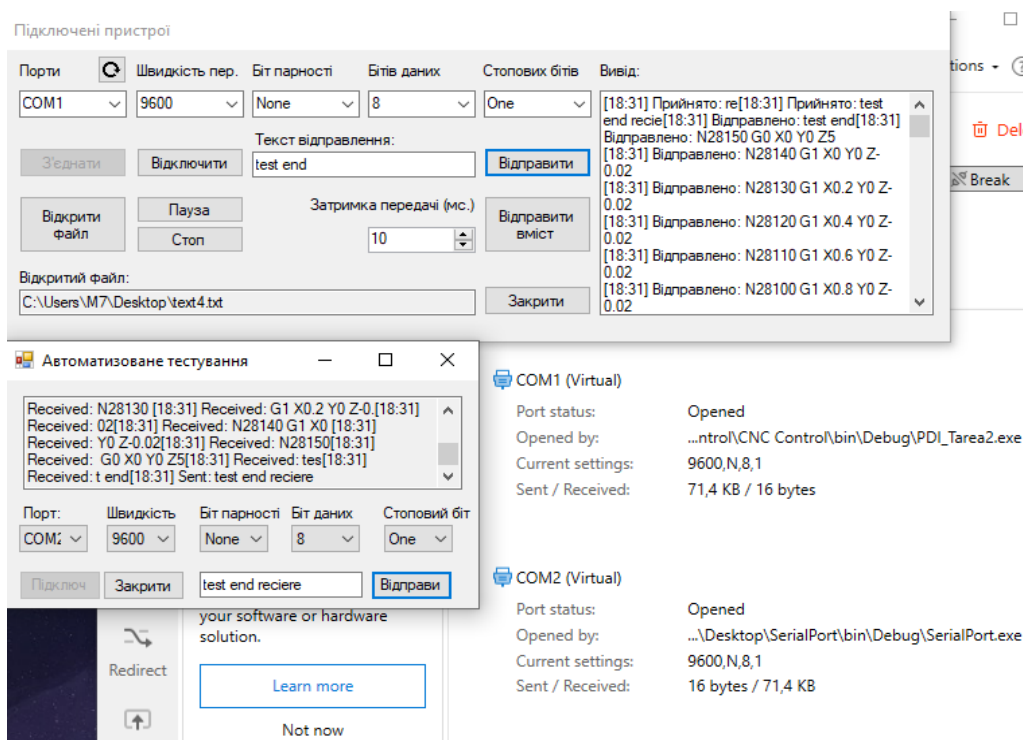 Підключені пристрої
Порти Швидкість пер. Біт парності Бітів даних Стопових бітів Вивід:
COM1 9600 None 8 One
[18:31] Прийнято: re[18:31] Прийнято: test
end recie[18:31] Відправлено: test end[18:31]
Відправлено: N28150 G0 X0 Y0 Z5
[18:31] Відправлено: N28140 G1 X0 Y0 Z-
0.02
[18:31] Відправлено: N28130 G1 X0.2 Y0 Z-
0.02
[18:31] Відправлено: N28120 G1 X0.4 Y0 Z-
0.02
[18:31] Відправлено: N28110 G1 X0.6 Y0 Z-
0.02
[18:31] Відправлено: N28100 G1 X0.8 Y0 Z-
0.02
Текст відправлення:
З'єднати Відключити test end Відправити
Відкрити
файл
Пауза
Стоп
Затримка передачі (мс.)
10
Відправити
вміст
Відкритий файл:
C:\Users\M7\Desktop\text4.txt Закрити
tions
Del
Break
Автоматизоване тестування
Received: N28130 [18:31] Received: G1 X0.2 Y0 Z-0.[18:31]
Received: 02[18:31] Received: N28140 G1 X0 [18:31]
Received: Y0 Z-0.02[18:31] Received: N28150[18:31]
Received: G0 X0 Y0 Z5[18:31] Received: tes[18:31]
Received: t end[18:31] Sent: test end reciere
Порт: Швидкість Біт парності Біт даних Стоповий біт
COM2 9600 None 8 One
Підключ Закрити test end reciere Відправи
COM1 (Virtual)
Port status: Opened
Opened by: ...ntrol\CNC Control\bin\Debug\PDI_Tarea2.exe
Current settings: 9600,N,8,1
Sent / Received: 71,4 KB / 16 bytes
COM2 (Virtual)
Port status: Opened
Opened by: ...\Desktop\SerialPort\bin\Debug\SerialPort.exe
Current settings: 9600,N,8,1
Sent / Received: 16 bytes / 71,4 KB
your software or hardware
solution.
Redirect
Learn more
Not now